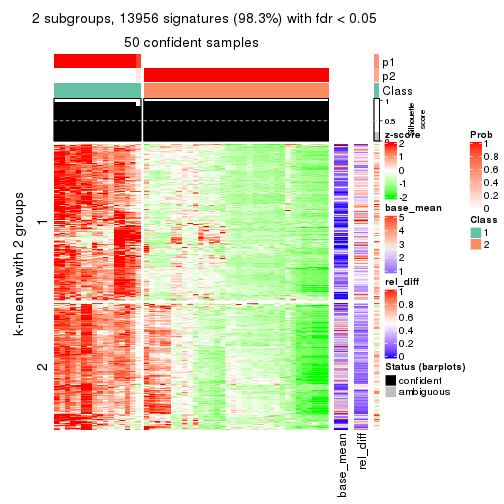 2 subgroups, 13956 signatures (98.3%) with fdr < 0.05
50 confident samples
p1
p2
Class
1
0.5
0
Silhouette
score
k-means with 2 groups
1
2
base_mean
rel_diff
z-score
2
1
0
-1
-2
base_mean
5
4
3
2
1
rel_diff
1
0.8
0.6
0.4
0.2
0
Status (barplots)
confident
ambiguous
Prob
1
0.8
0.6
0.4
0.2
0
Class
1
2